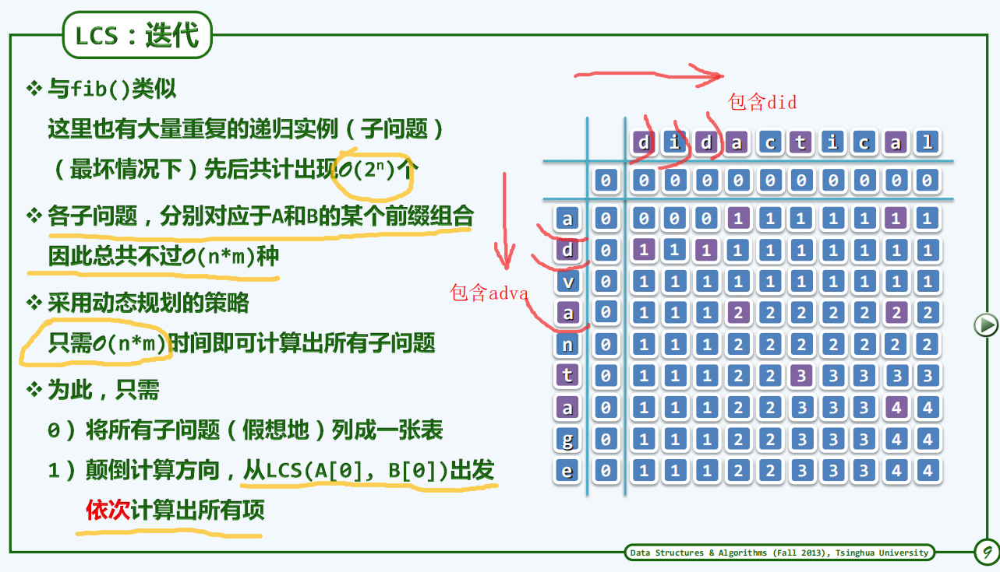 LCS：迭代
❖ 与fib()类似
这里也有大量重复的递归实例（子问题）
（最坏情况下）先后共计出现O(2ⁿ)个
❖ 各子问题，分别对应于A和B的某个前缀组合
因此总共不过O(n*m)种
❖ 采用动态规划的策略
只需O(n*m)时间即可计算出所有子问题
❖ 为此，只需
0）将所有子问题（假想地）列成一张表
1）颠倒计算方向，从LCS(A[0], B[0])出发
依次计算出所有项
包含did
包含adva
d i d a c t i c a l
0 0 0 0 0 0 0 0 0 0 0
a 0 0 0 0 1 1 1 1 1 1 1
d 0 1 1 1 1 1 1 1 1 1 1
v 0 1 1 1 1 1 1 1 1 1 1
a 0 1 1 1 2 2 2 2 2 2 2
n 0 1 1 1 2 2 2 2 2 2 2
t 0 1 1 1 2 2 3 3 3 3 3
a 0 1 1 1 2 2 3 3 3 4 4
g 0 1 1 1 2 2 3 3 3 4 4
e 0 1 1 1 2 2 3 3 3 4 4
Data Structures & Algorithms (Fall 2013), Tsinghua University
9